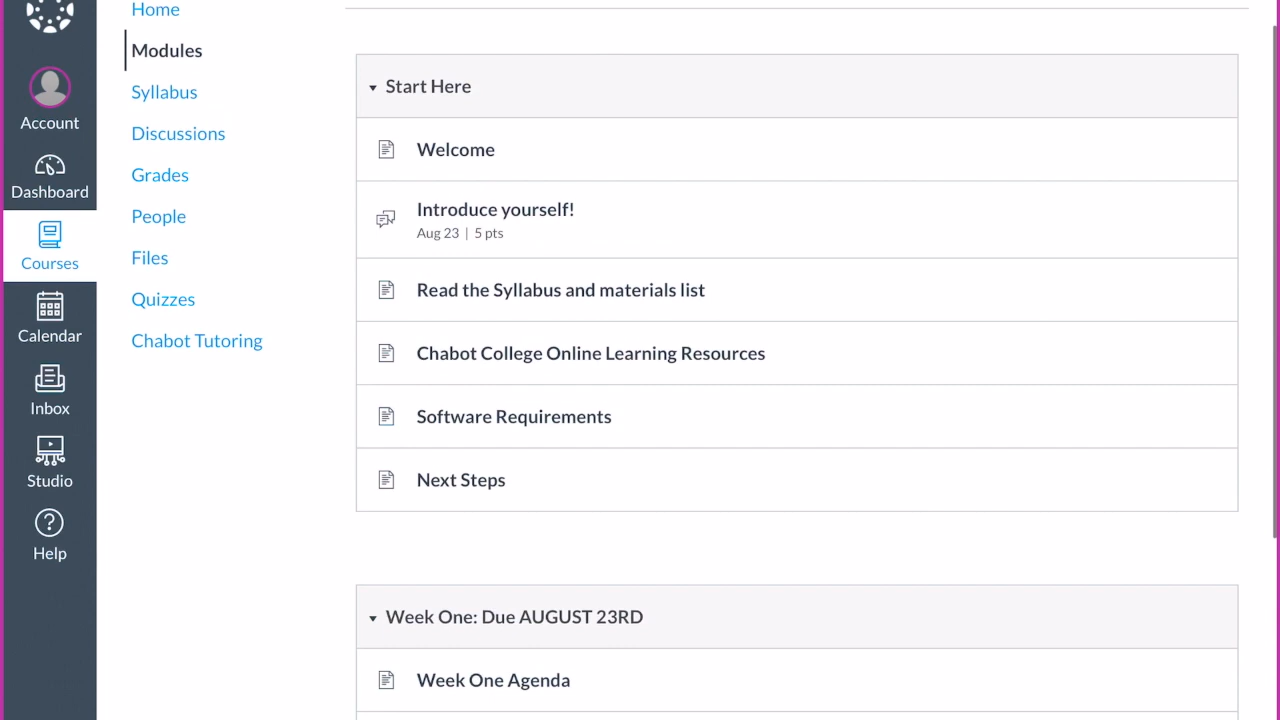 Account
Dashboard
Courses
Calendar
Inbox
Studio
Help
Home
Modules
Syllabus
Discussions
Grades
People
Files
Quizzes
Chabot Tutoring
Start Here
Welcome
Introduce yourself!
Aug 23 | 5 pts
Read the Syllabus and materials list
Chabot College Online Learning Resources
Software Requirements
Next Steps
Week One: Due AUGUST 23RD
Week One Agenda